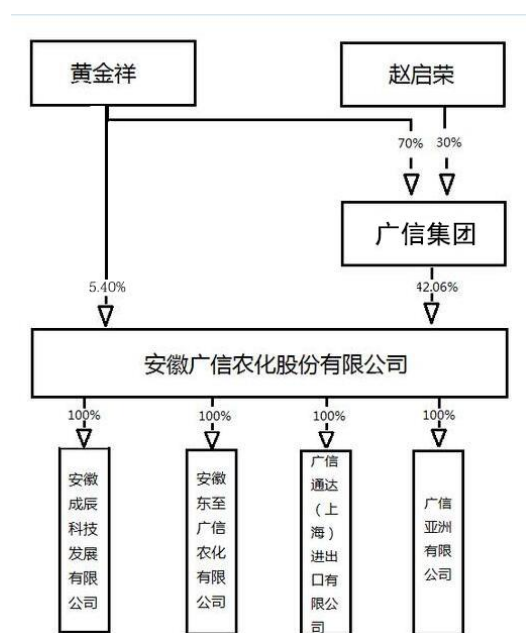 黄金祥
赵启荣
70%
30%
广信集团
5.40%
42.06%
安徽广信农化股份有限公司
100%
100%
100%
100%
安徽
成辰
科技
发展
有限
公司
安徽
东至
广信
农化
有限
公司
广信
通达
（上
海）
进出
口有
限公
司
广信
亚洲
有限
公司